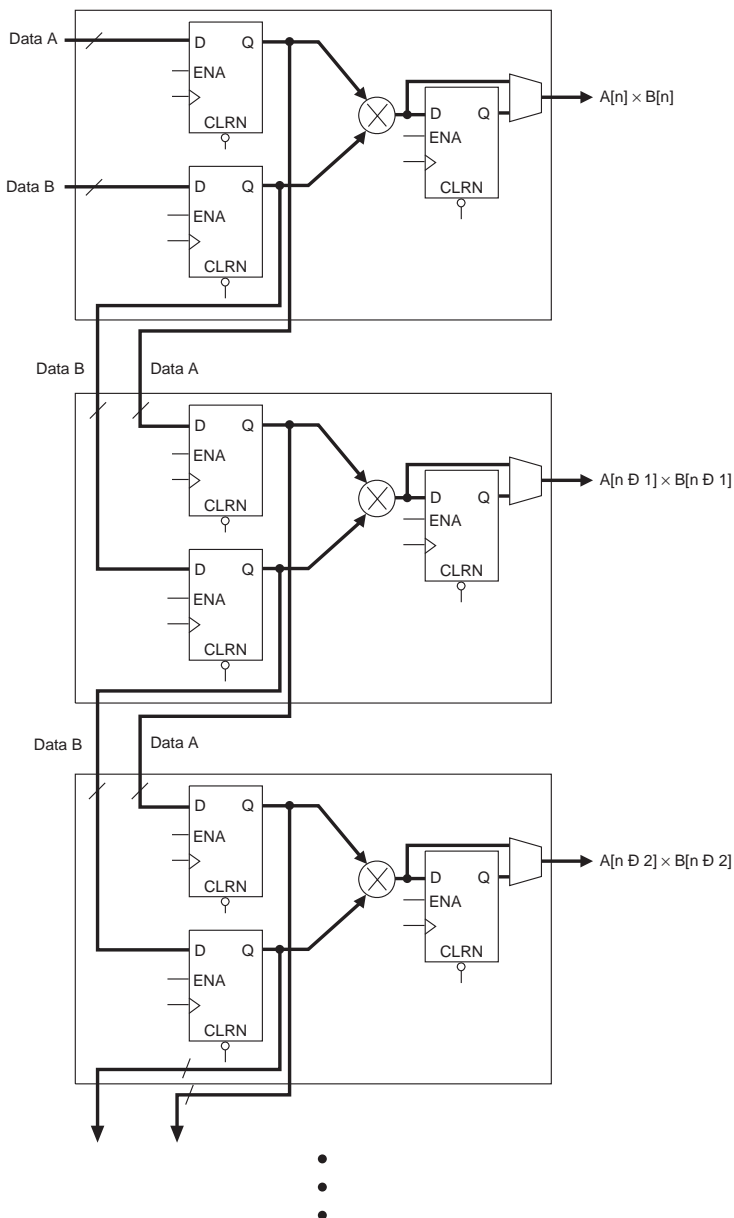 Data A
D Q
ENA
CLRN
A[n] × B[n]
D Q
ENA
CLRN
Data B
D Q
ENA
CLRN
Data B
Data A
D Q
ENA
CLRN
A[n Đ 1] × B[n Đ 1]
D Q
ENA
CLRN
D Q
ENA
CLRN
Data B
Data A
D Q
ENA
CLRN
A[n Đ 2] × B[n Đ 2]
D Q
ENA
CLRN
D Q
ENA
CLRN